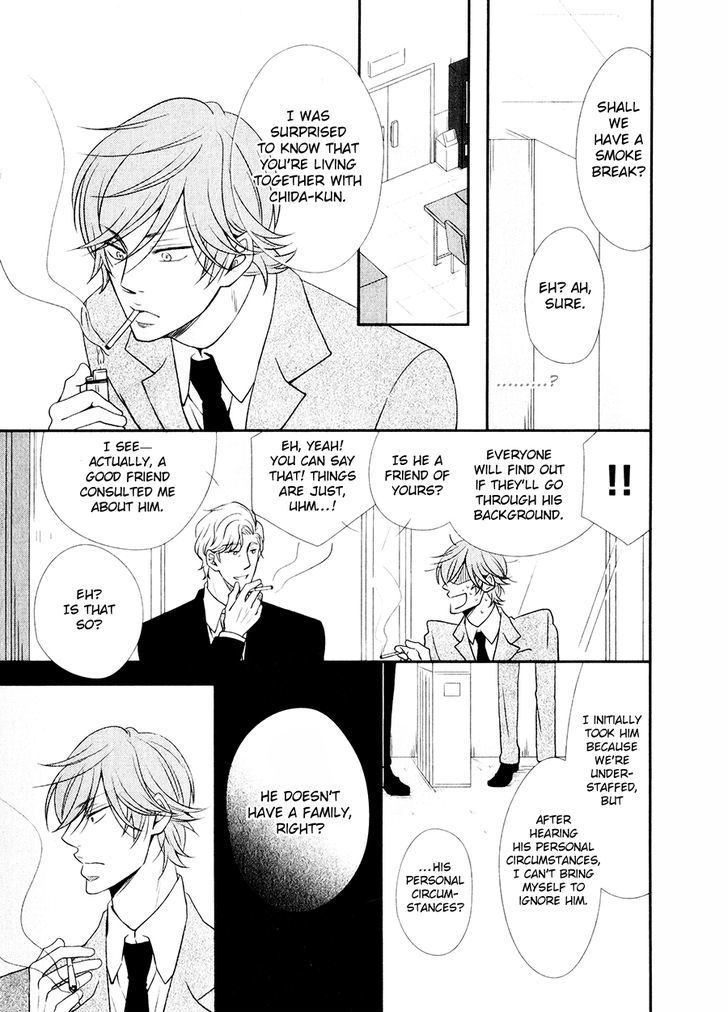 SHALL
WE
HAVE A
SMOKE
BREAK?
EH? AH,
SURE.
.........?
I WAS
SURPRISED
TO KNOW THAT
YOU'RE LIVING
TOGETHER WITH
CHIDA-KUN.
!!
EVERYONE
WILL FIND OUT
IF THEY'LL GO
THROUGH HIS
BACKGROUND.
IS HE A
FRIEND OF
YOURS?
EH, YEAH!
YOU CAN SAY
THAT! THINGS
ARE JUST,
UHM...!
I SEE—
ACTUALLY, A
GOOD FRIEND
CONSULTED ME
ABOUT HIM.
EH?
IS THAT
SO?
I INITIALLY
TOOK HIM
BECAUSE
WE'RE
UNDER-
STAFFED,
BUT
AFTER
HEARING
HIS PERSONAL
CIRCUMSTANCES,
I CAN'T BRING
MYSELF TO
IGNORE HIM.
...HIS
PERSONAL
CIRCUM-
STANCES?
HE DOESN'T
HAVE A FAMILY,
RIGHT?